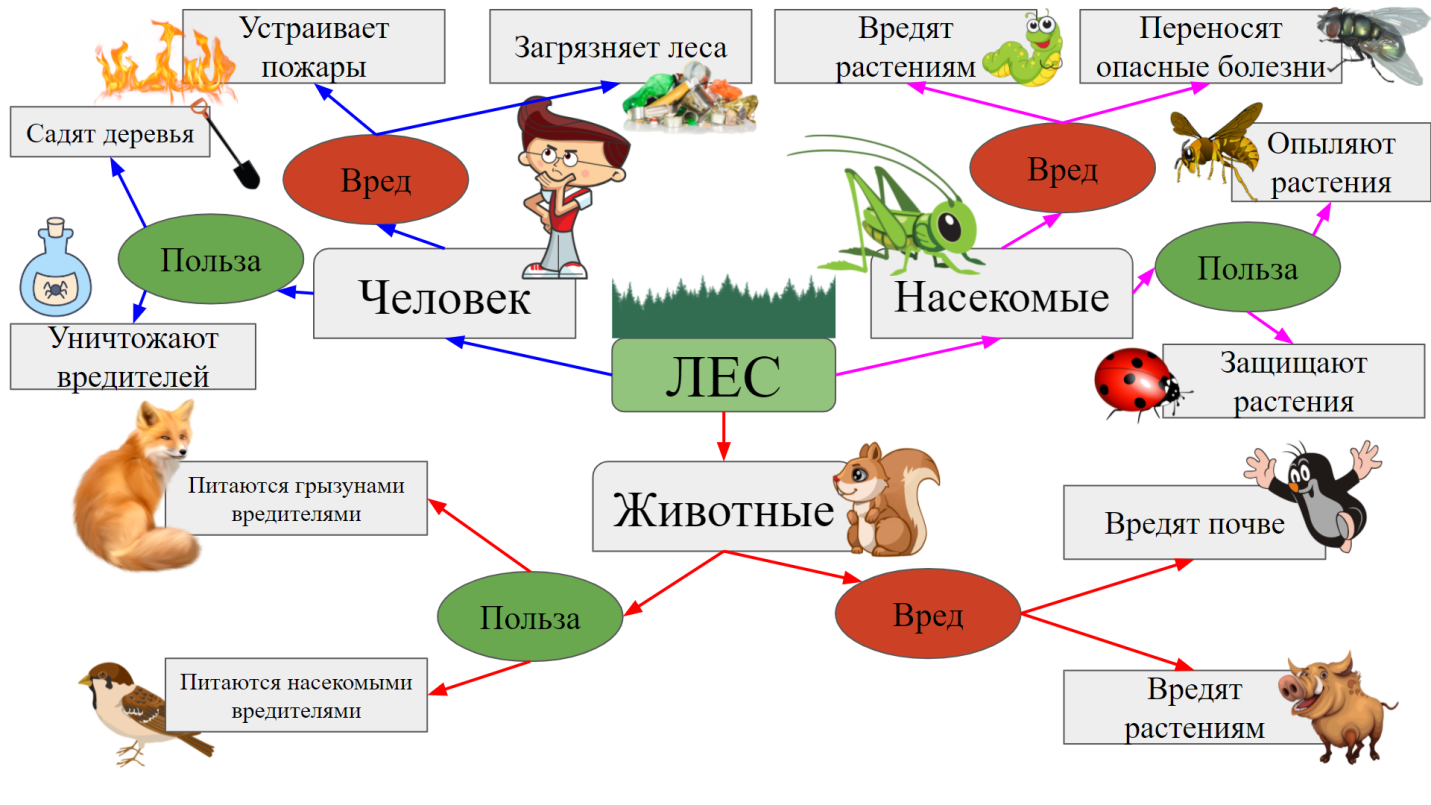 Устраивает
пожары
Загрязняет леса
Вредят
растениям
Переносят
опасные болезни
Садят деревья
Вред
Вред
Опыляют
растения
Польза
Польза
Человек
Насекомые
Уничтожают
вредителей
ЛЕС
Защищают
растения
Питаются грызунами
вредителями
Животные
Вредят почве
Польза
Вред
Питаются насекомыми
вредителями
Вредят
растениям